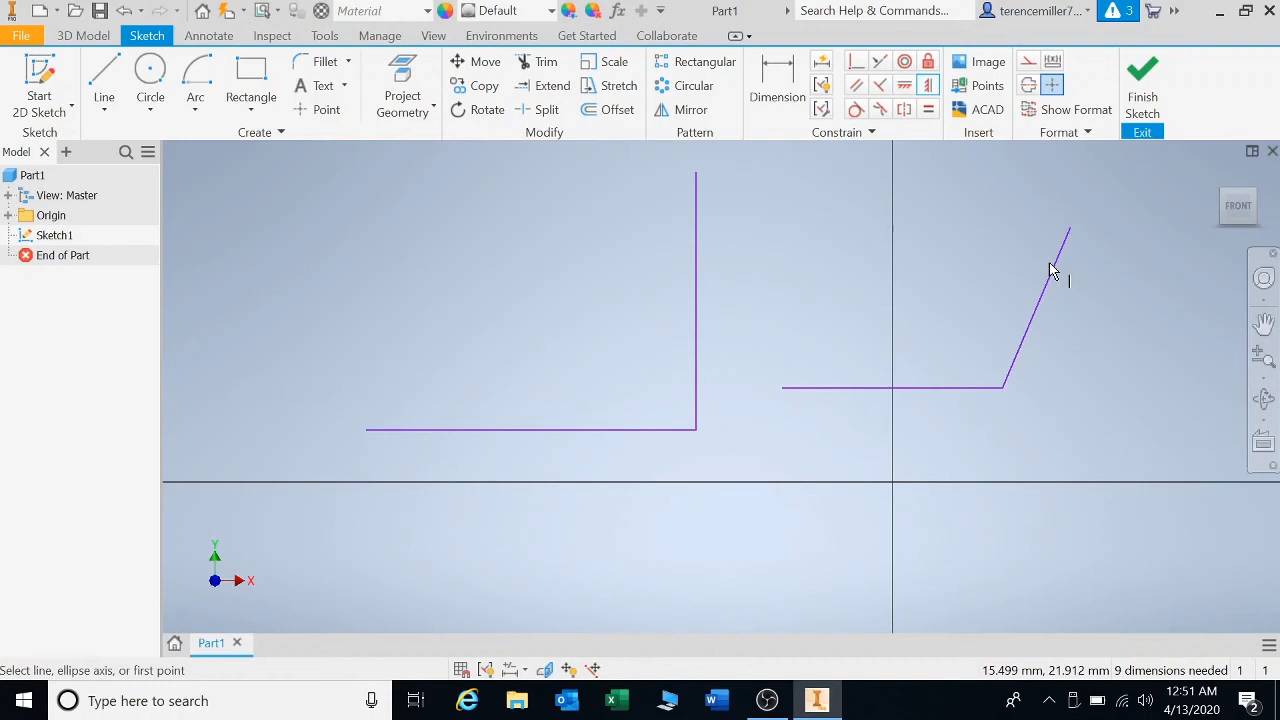 Material
Default
Part1
Search Help & Commands...
terencemiller7...
3
File
3D Model
Sketch
Annotate
Inspect
Tools
Manage
View
Environments
Get Started
Collaborate
Start
2D Sketch
Line
Circle
Arc
Rectangle
Fillet
Text
Point
Project
Geometry
Move
Copy
Rotate
Trim
Extend
Split
Scale
Stretch
Offset
Rectangular
Circular
Mirror
Dimension
Image
Points
ACAD
Show Format
Finish
Sketch
Sketch
Create
Modify
Pattern
Constrain
Insert
Format
Exit
Model
Part1
View: Master
Origin
Sketch1
End of Part
FRONT
Y
X
Part1
Select line, ellipse axis, or first point
15.499 mm, 21.912 mm
9 dimensions needed
1
1
Type here to search
12:51 AM
4/13/2020
2